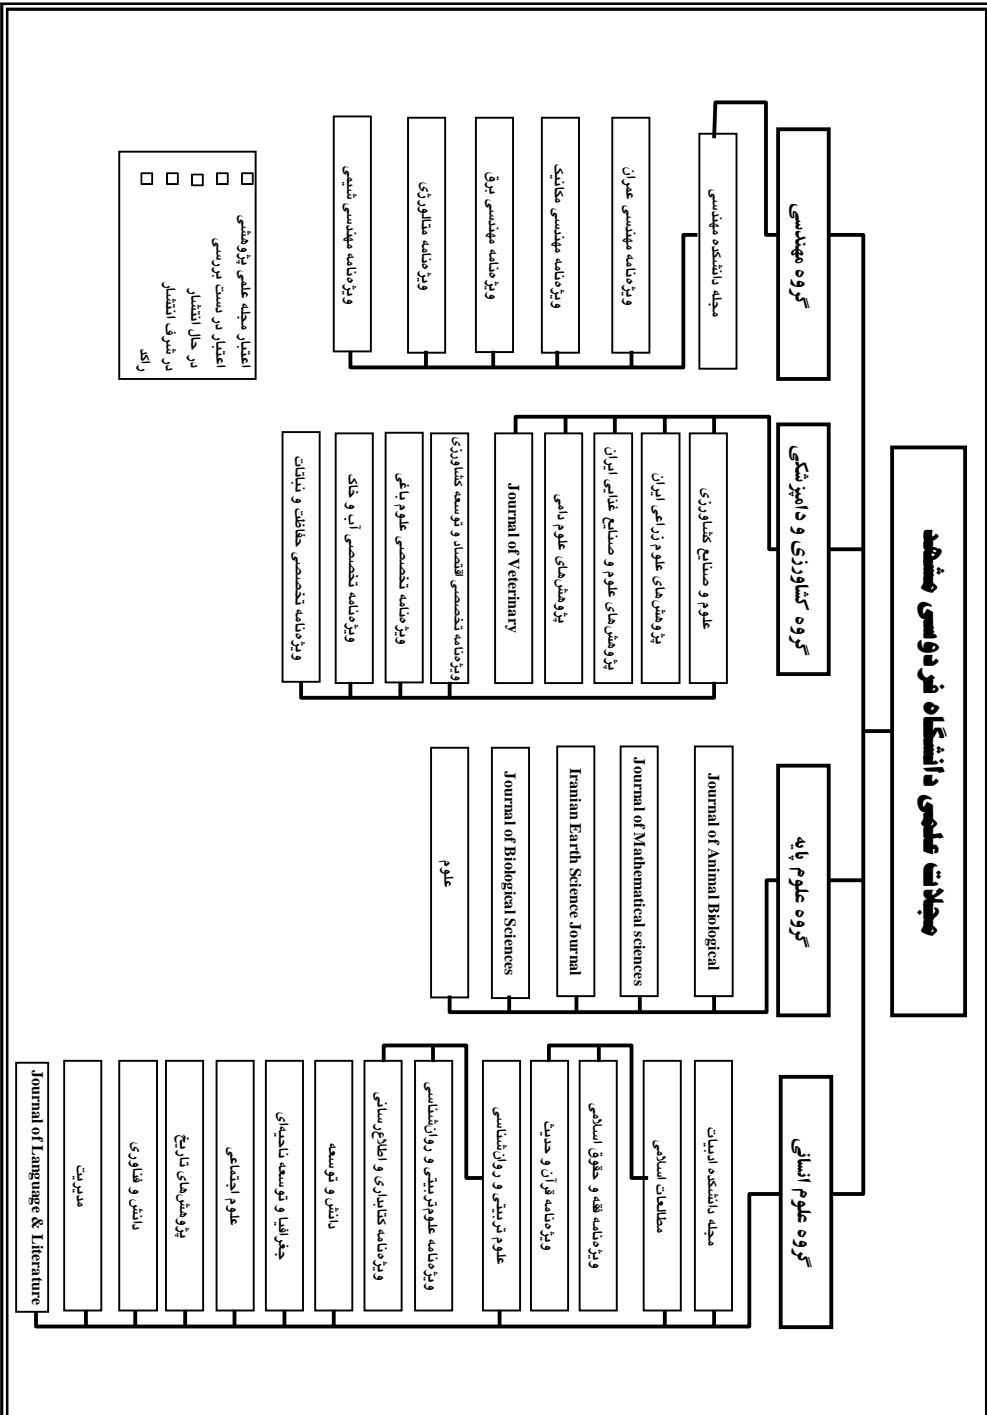 مجلات علمی دانشگاه فردوسی مشهد
گروه مهندسی
مجله دانشکده مهندسی
ویژه‌نامه مهندسی عمران
ویژه‌نامه مهندسی مکانیک
ویژه‌نامه مهندسی برق
ویژه‌نامه متالورژی
ویژه‌نامه مهندسی شیمی
گروه کشاورزی و دامپزشکی
علوم و صنایع کشاورزی
پژوهش‌های علوم زراعی ایران
پژوهش‌های علوم و صنایع غذایی ایران
پژوهش‌های علوم دامی
Journal of Veterinary
ویژه‌نامه تخصصی اقتصاد و توسعه کشاورزی
ویژه‌نامه تخصصی علوم باغی
ویژه‌نامه تخصصی آب و خاک
ویژه‌نامه تخصصی حفاظت و نباتات
گروه علوم پایه
Journal of Animal Biological
Journal of Mathematical sciences
Iranian Earth Science Journal
Journal of Biological Sciences
علوم
گروه علوم انسانی
مجله دانشکده ادبیات
مطالعات اسلامی
ویژه‌نامه فقه و حقوق اسلامی
ویژه‌نامه قرآن و حدیث
علوم تربیتی و روان‌شناسی
ویژه‌نامه علوم‌تربیتی و روان‌شناسی
ویژه‌نامه کتابداری و اطلاع‌رسانی
دانش و توسعه
جغرافیا و توسعه ناحیه‌ای
علوم اجتماعی
پژوهش‌های تاریخ
دانش و فناوری
مدیریت
Journal of Language & Literature
اعتبار مجله علمی پژوهشی
اعتبار در دست بررسی
در حال انتشار
در شرف انتشار
راکد